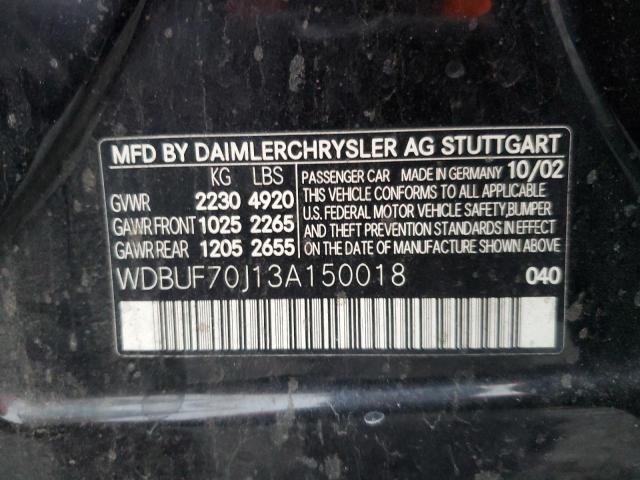 MFD BY DAIMLERCHRYSLER AG STUTTGART
KG LBS
GVWR 2230 4920
GAWR FRONT 1025 2265
GAWR REAR 1205 2655
PASSENGER CAR MADE IN GERMANY 10/02
THIS VEHICLE CONFORMS TO ALL APPLICABLE
U.S. FEDERAL MOTOR VEHICLE SAFETY, BUMPER
AND THEFT PREVENTION STANDARDS IN EFFECT
ON THE DATE OF MANUFACTURE SHOWN ABOVE.
WDBUF70J13A150018 040